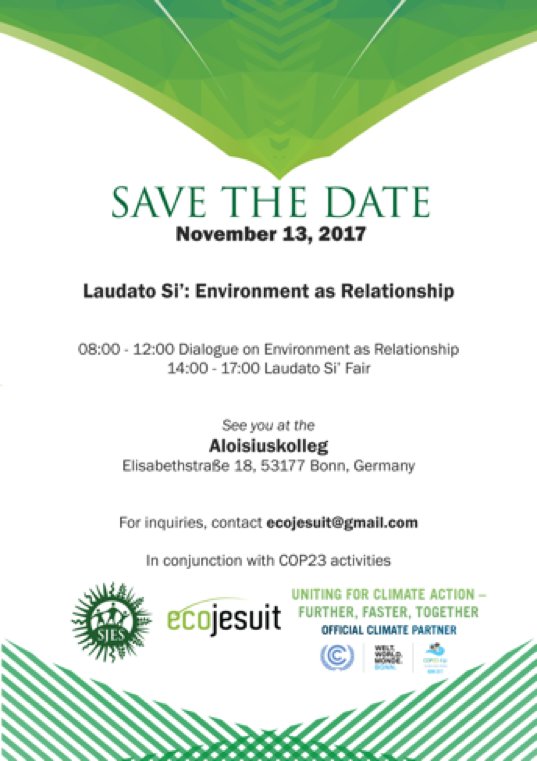 SAVE THE DATE
November 13, 2017
Laudato Si': Environment as Relationship
08:00 - 12:00 Dialogue on Environment as Relationship
14:00 - 17:00 Laudato Si' Fair
See you at the
Aloisiuskolleg
Elisabethstraße 18, 53177 Bonn, Germany
For inquiries, contact ecojesuit@gmail.com
In conjunction with COP23 activities
SJES
ecojesuit
UNITING FOR CLIMATE ACTION –
FURTHER, FASTER, TOGETHER
OFFICIAL CLIMATE PARTNER
WELT.
WORLD.
MONDE.
BONN.